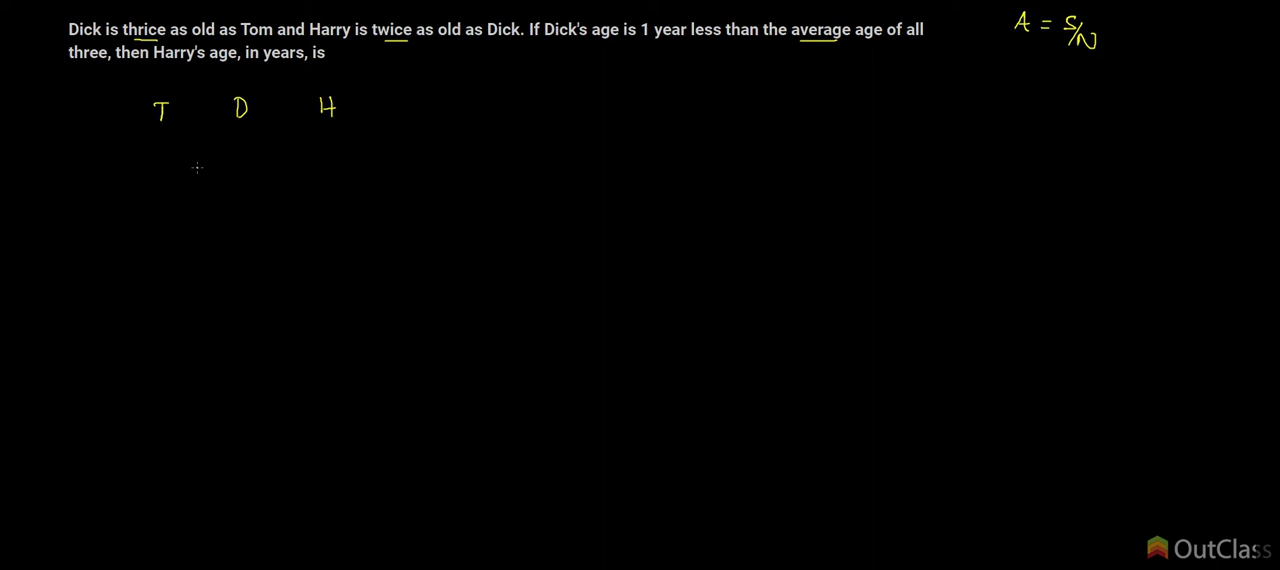 Dick is thrice as old as Tom and Harry is twice as old as Dick. If Dick's age is 1 year less than the average age of all
three, then Harry's age, in years, is
A = S/N
T D H
OutClass